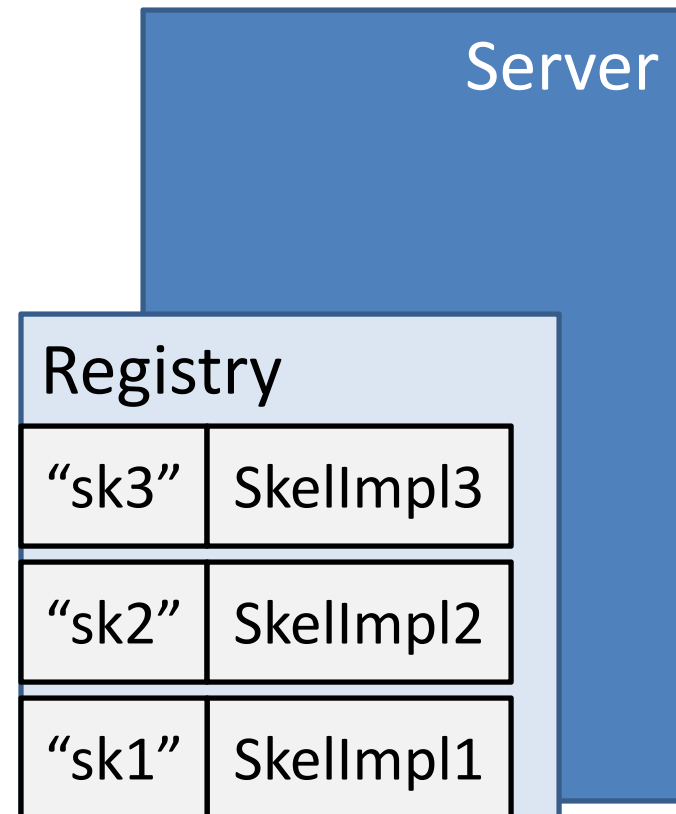 Server
Registry
“sk3” SkelImpl3
“sk2” SkelImpl2
“sk1” SkelImpl1